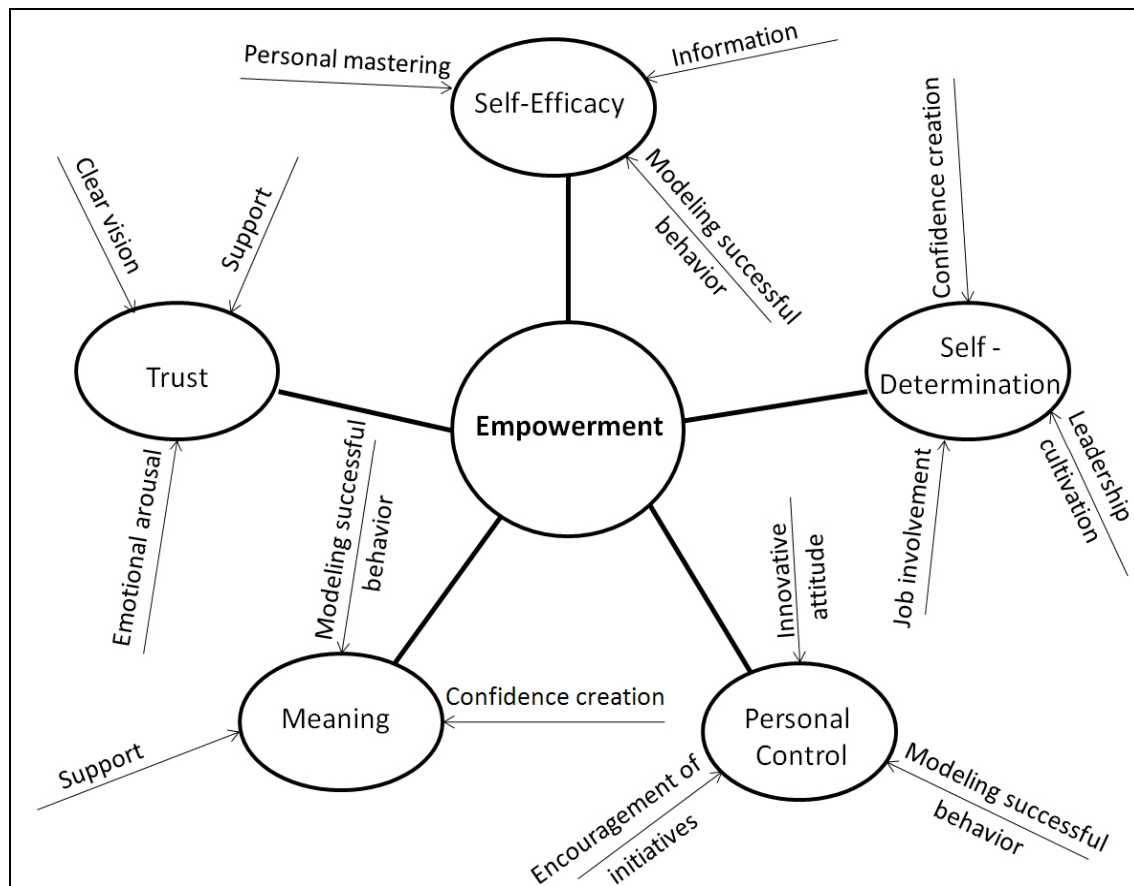 Personal mastering
Information
Self-Efficacy
Modeling successful
behavior
Confidence creation
Self -
Determination
Job involvement
Leadership
cultivation
Clear vision
Support
Trust
Emotional arousal
Empowerment
Modeling successful
behavior
Meaning
Confidence creation
Support
Innovative
attitude
Personal
Control
Encouragement of
initiatives
Modeling successful
behavior